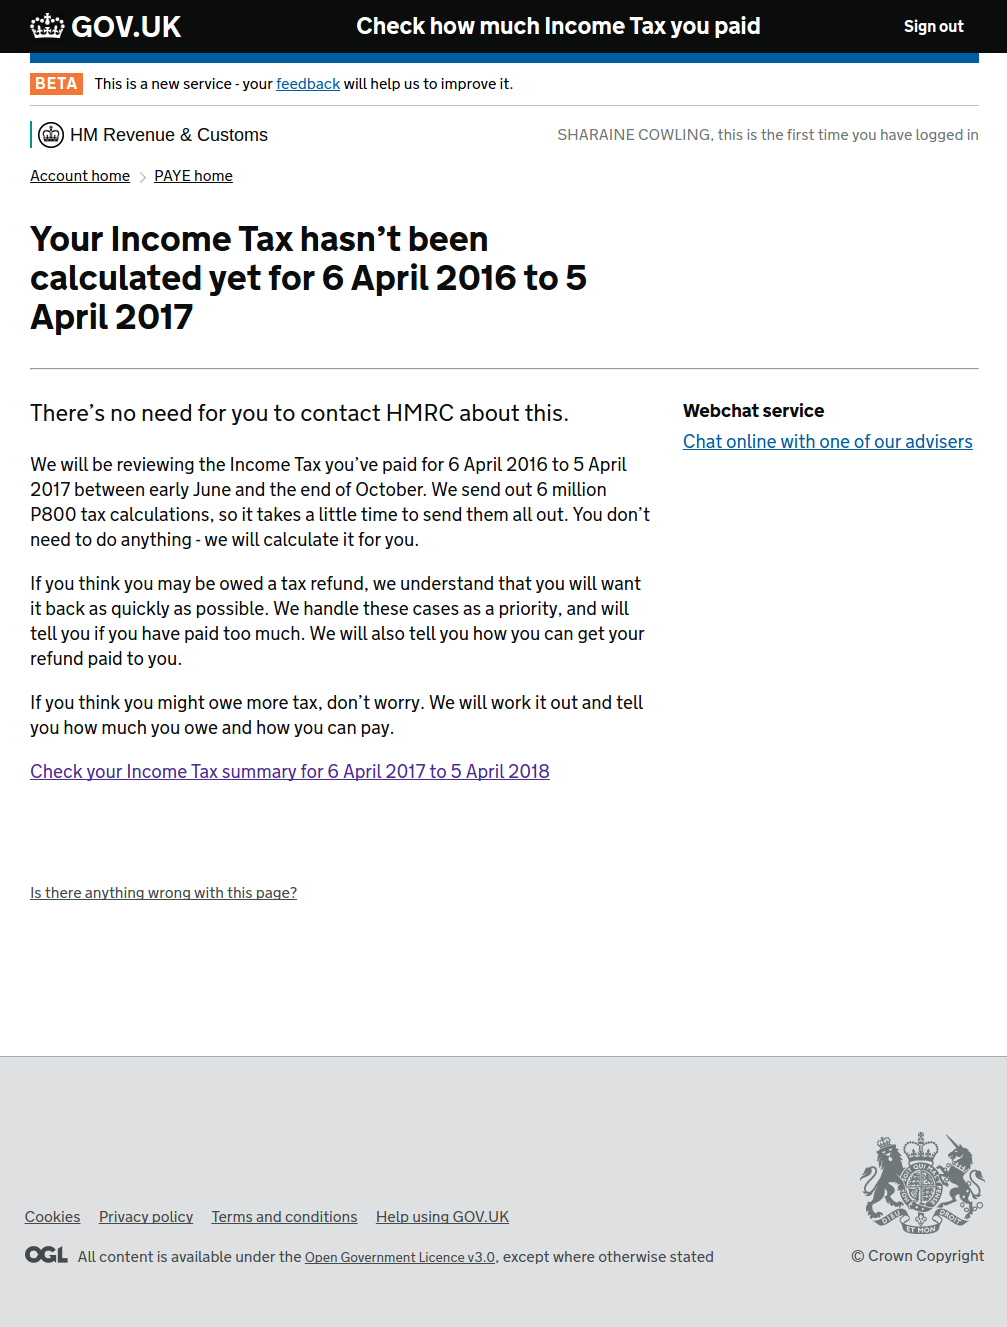 GOV.UK
Check how much Income Tax you paid
Sign out
BETA This is a new service - your feedback will help us to improve it.
HM Revenue & Customs
SHARAINE COWLING, this is the first time you have logged in
Account home
PAYE home
Your Income Tax hasn’t been
calculated yet for 6 April 2016 to 5
April 2017
There’s no need for you to contact HMRC about this.
We will be reviewing the Income Tax you’ve paid for 6 April 2016 to 5 April
2017 between early June and the end of October. We send out 6 million
P800 tax calculations, so it takes a little time to send them all out. You don’t
need to do anything - we will calculate it for you.
If you think you may be owed a tax refund, we understand that you will want
it back as quickly as possible. We handle these cases as a priority, and will
tell you if you have paid too much. We will also tell you how you can get your
refund paid to you.
If you think you might owe more tax, don’t worry. We will work it out and tell
you how much you owe and how you can pay.
Check your Income Tax summary for 6 April 2017 to 5 April 2018
Webchat service
Chat online with one of our advisers
Is there anything wrong with this page?
Cookies
Privacy policy
Terms and conditions
Help using GOV.UK
OGL All content is available under the Open Government Licence v3.0, except where otherwise stated
DIEU ET MON DROIT
© Crown Copyright